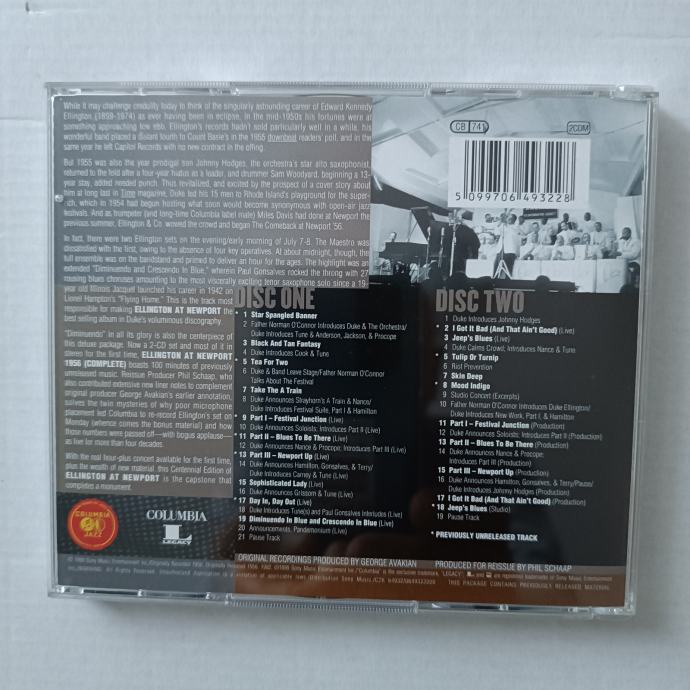 While it may challenge credulity today to think of the singularly astounding career of Edward Kennedy
Ellington (1899-1974) as ever having been in eclipse, in the mid-1950s his fortunes were at
something approaching low ebb. Ellington's records hadn't sold particularly well in a while, his
wonderful band placed a distant fourth to Count Basie's in the 1955 downbeat readers' poll, and in the
same year he left Capitol Records with no new contract in the offing.
But 1955 was also the year prodigal son Johnny Hodges, the orchestra's star alto saxophonist,
returned to the fold after a four-year hiatus as a leader, and drummer Sam Woodyard, beginning a 13-
year stay, added needed punch. Thus revitalized, and excited by the prospect of a cover story about
him at long last in Time magazine, Duke led his 15 men to Rhode Island's playground for the super-
rich, which in 1954 had begun hosting what soon would become synonymous with open-air jazz
festivals. And as trumpeter (and long-time Columbia label mate) Miles Davis had done at Newport the
previous summer, Ellington & Co. wowed the crowd and began The Comeback at Newport '56.
In fact, there were two Ellington sets on the evening/early morning of July 7-8. The Maestro was
dissatisfied with the first, owing to the absence of four key operatives. At about midnight, though, the
full ensemble was on the bandstand and primed to deliver an hour for the ages. The highlight was an
extended "Diminuendo and Crescendo In Blue," wherein Paul Gonsalves rocked the throng with 27
rousing blues choruses amounting to the most viscerally exciting tenor saxophone solo since a 19-
year old Illinois Jacquet launched his career in 1942 on
Lionel Hampton's "Flying Home." This is the track most
responsible for making ELLINGTON AT NEWPORT the
best selling album in Duke's voluminous discography.
"Diminuendo" in all its glory is also the centerpiece of
this deluxe package. Now a 2-CD set and most of it in
stereo for the first time, ELLINGTON AT NEWPORT
1956 (COMPLETE) boasts 100 minutes of previously
unreleased music. Reissue Producer Phil Schaap, who
also contributed extensive new liner notes to complement
original producer George Avakian's earlier annotation,
solves the twin mysteries of why poor microphone
placement led Columbia to re-record Ellington's set on
Monday (whence comes the bonus material) and how
those numbers were passed off—with bogus applause—
as live for more than four decades.
With the real hour-plus concert available for the first time,
plus the wealth of new material, this Centennial Edition of
ELLINGTON AT NEWPORT is the capstone that
completes a monument.
COLUMBIA
JAZZ
COLUMBIA
L
LEGACY
CB 741
2CDM
5 099706 493228
DISC ONE
• 1 Star Spangled Banner
2 Father Norman O'Connor Introduces Duke & The Orchestra/
Duke Introduces Tune & Anderson, Jackson, & Procope
3 Black And Tan Fantasy
4 Duke Introduces Cook & Tune
• 5 Tea For Two
6 Duke & Band Leave Stage/Father Norman O'Connor
Talks About The Festival
7 Take The A Train
8 Duke Announces Strayhorn's A Train & Nance/
Duke Introduces Festival Suite, Part I & Hamilton
• 9 Part I – Festival Junction (Live)
10 Duke Announces Soloists; Introduces Part II (Live)
• 11 Part II – Blues To Be There (Live)
12 Duke Announces Nance & Procope; Introduces Part III (Live)
• 13 Part III – Newport Up (Live)
14 Duke Announces Hamilton, Gonsalves, & Terry/
Duke Introduces Carney & Tune (Live)
15 Sophisticated Lady (Live)
16 Duke Announces Grissom & Tune (Live)
• 17 Day In, Day Out (Live)
18 Duke Introduces Tune(s) and Paul Gonsalves Interludes (Live)
19 Diminuendo In Blue and Crescendo In Blue (Live)
20 Announcements, Pandemonium (Live)
21 Pause Track
DISC TWO
1 Duke Introduces Johnny Hodges
• 2 I Got It Bad (And That Ain't Good) (Live)
• 3 Jeep's Blues (Live)
4 Duke Calms Crowd; Introduces Nance & Tune
• 5 Tulip Or Turnip
6 Riot Prevention
7 Skin Deep
• 8 Mood Indigo
9 Studio Concert (Excerpts)
10 Father Norman O'Connor Introduces Duke Ellington/
Duke Introduces New Work, Part I, & Hamilton
11 Part I – Festival Junction (Production)
12 Duke Announces Soloists; Introduces Part II (Production)
13 Part II – Blues To Be There (Production)
14 Duke Announces Nance & Procope;
Introduces Part III (Production)
15 Part III – Newport Up (Production)
16 Duke Announces Hamilton, Gonsalves, & Terry/Pause/
Duke Introduces Johnny Hodges (Production)
17 I Got It Bad (And That Ain't Good) (Production)
• 18 Jeep's Blues (Studio)
19 Pause Track
• PREVIOUSLY UNRELEASED TRACK
ORIGINAL RECORDINGS PRODUCED BY GEORGE AVAKIAN
PRODUCED FOR REISSUE BY PHIL SCHAAP
THIS PACKAGE CONTAINS PREVIOUSLY RELEASED MATERIAL.